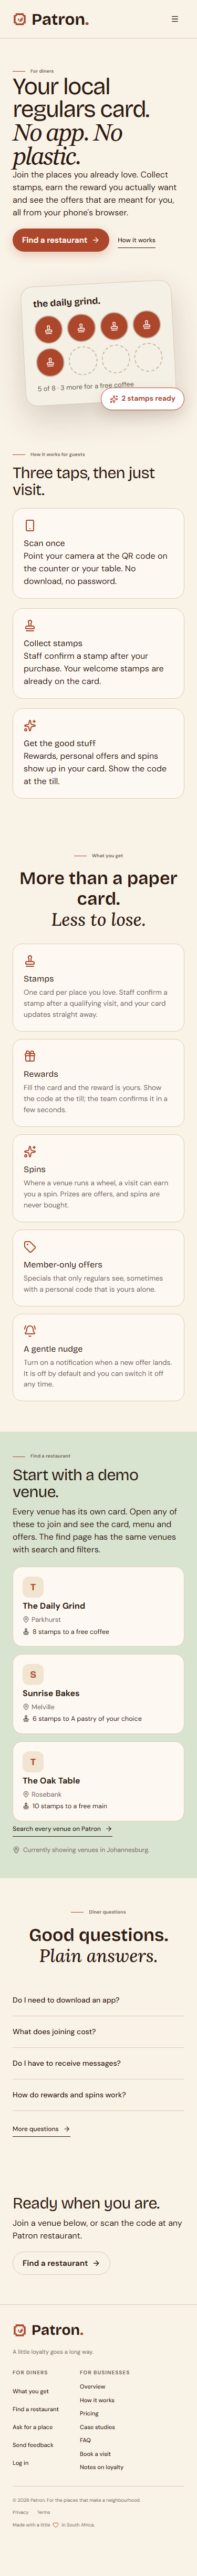 Patron.
For diners
Your local
regulars card.
No app. No
plastic.
Join the places you already love. Collect
stamps, earn the reward you actually want
and see the offers that are meant for you,
all from your phone's browser.
Find a restaurant →
How it works
the daily grind.
5 of 8 · 3 more for a free coffee
2 stamps ready
How it works for guests
Three taps, then just
visit.
Scan once
Point your camera at the QR code on
the counter or your table. No
download, no password.
Collect stamps
Staff confirm a stamp after your
purchase. Your welcome stamps are
already on the card.
Get the good stuff
Rewards, personal offers and spins
show up in your card. Show the code
at the till.
What you get
More than a paper
card.
Less to lose.
Stamps
One card per place you love. Staff confirm a
stamp after a qualifying visit, and your card
updates straight away.
Rewards
Fill the card and the reward is yours. Show
the code at the till; the team confirms it in a
few seconds.
Spins
Where a venue runs a wheel, a visit can earn
you a spin. Prizes are offers, and spins are
never bought.
Member-only offers
Specials that only regulars see, sometimes
with a personal code that is yours alone.
A gentle nudge
Turn on a notification when a new offer lands.
It is off by default and you can switch it off
any time.
Find a restaurant
Start with a demo
venue.
Every venue has its own card. Open any of
these to join and see the card, menu and
offers. The find page has the same venues
with search and filters.
T
The Daily Grind
Parkhurst
8 stamps to a free coffee
S
Sunrise Bakes
Melville
6 stamps to A pastry of your choice
T
The Oak Table
Rosebank
10 stamps to a free main
Search every venue on Patron →
Currently showing venues in Johannesburg.
Diner questions
Good questions.
Plain answers.
Do I need to download an app?
What does joining cost?
Do I have to receive messages?
How do rewards and spins work?
More questions →
Ready when you are.
Join a venue below, or scan the code at any
Patron restaurant.
Find a restaurant →
Patron.
A little loyalty goes a long way.
FOR DINERS
What you get
Find a restaurant
Ask for a place
Send feedback
Log in
FOR BUSINESSES
Overview
How it works
Pricing
Case studies
FAQ
Book a visit
Notes on loyalty
© 2026 Patron. For the places that make a neighbourhood.
Privacy Terms
Made with a little ♡ in South Africa.